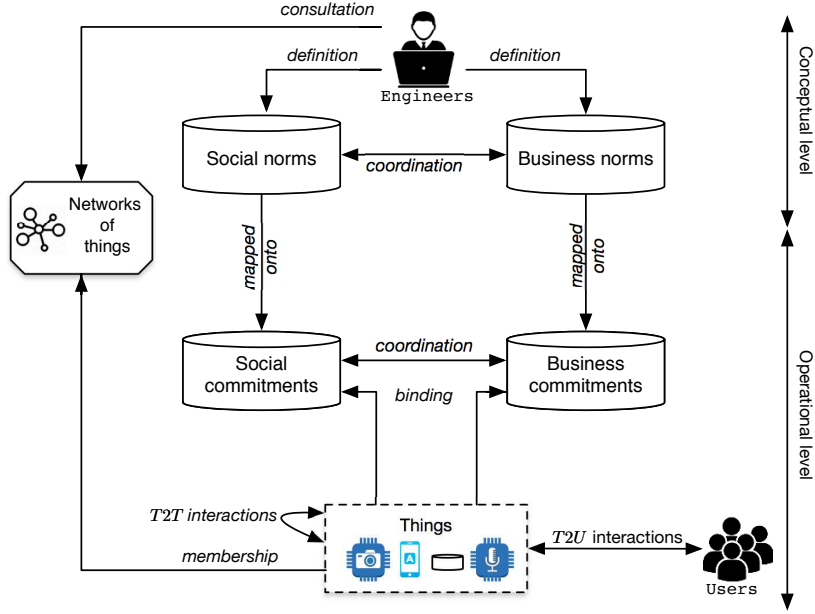 consultation
definition
definition
Engineers
Conceptual level
Social norms
coordination
Business norms
Networks
of
things
mapped
onto
mapped
onto
Social
commitments
coordination
Business
commitments
binding
Operational level
T2T interactions
Things
A
T2U interactions
membership
Users